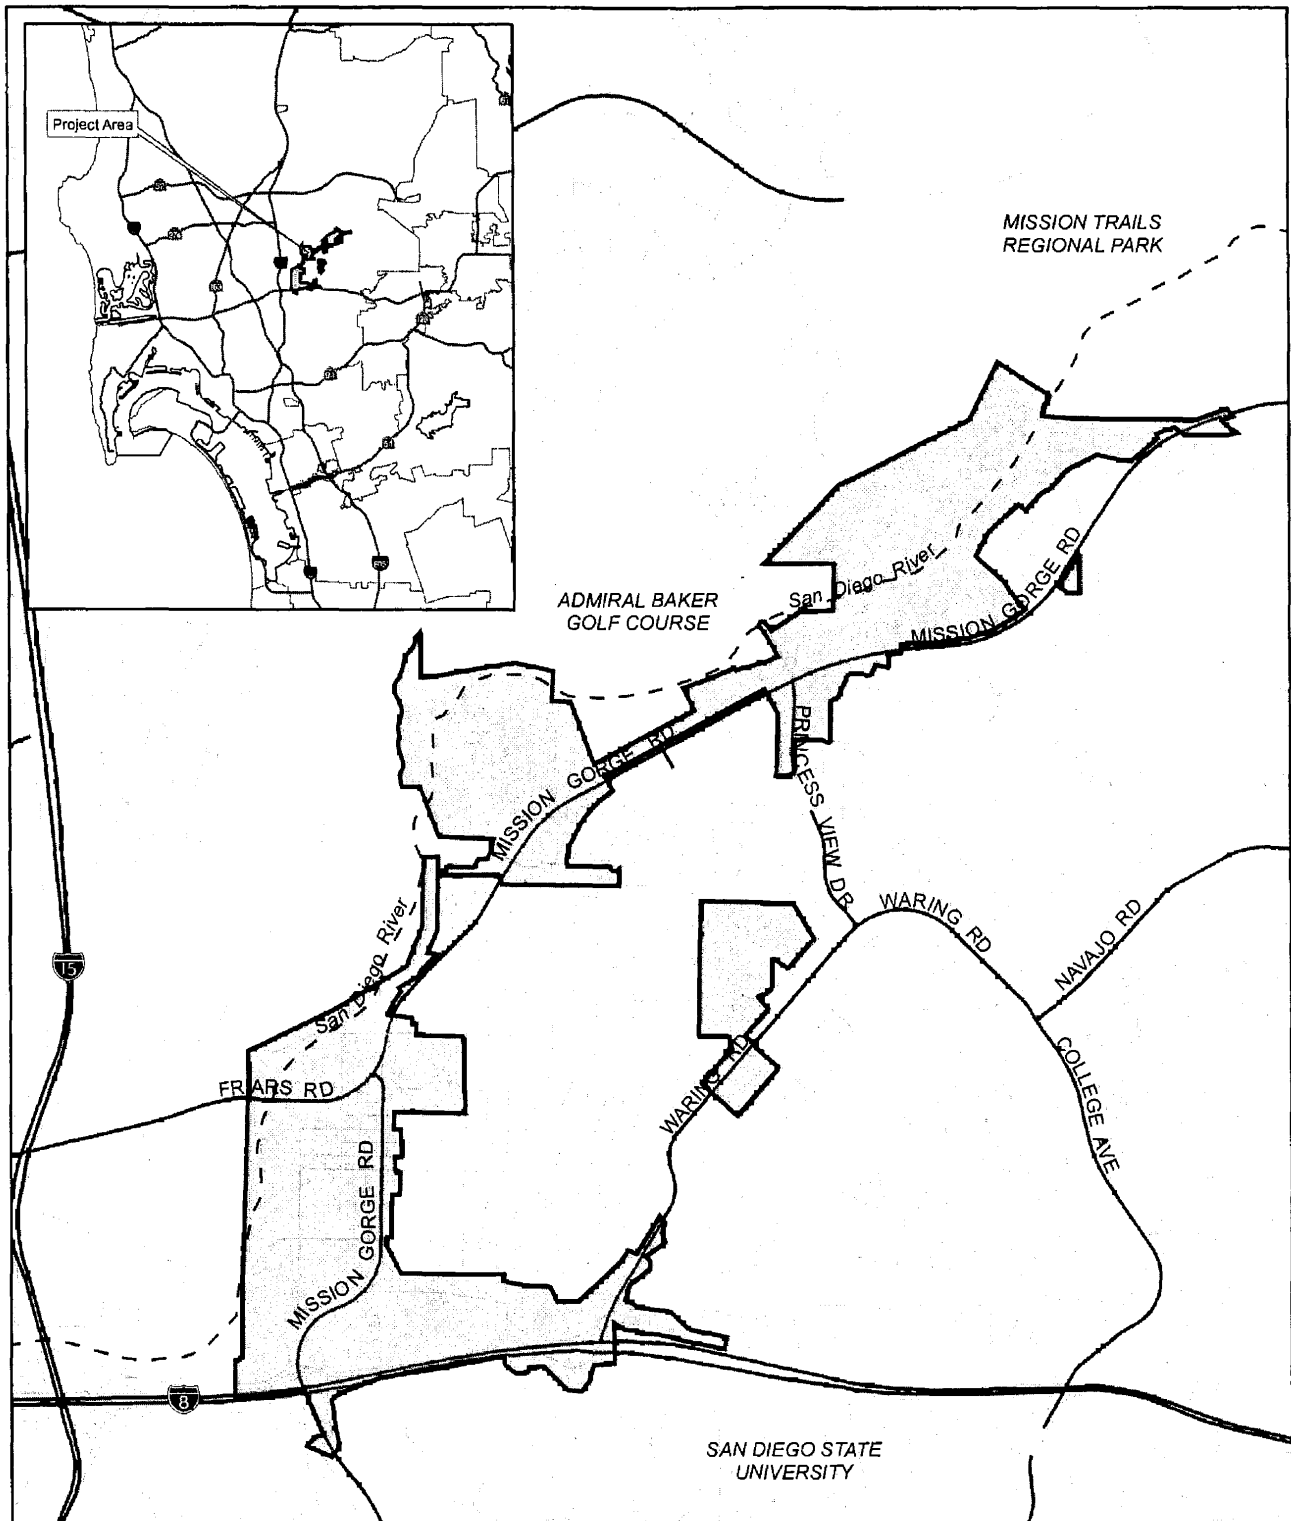 Project Area
MISSION TRAILS
REGIONAL PARK
ADMIRAL BAKER
GOLF COURSE
San Diego River
MISSION GORGE RD
MISSION GORGE RD
PRINCESS VIEW DR
WARING RD
NAVAJO RD
San Diego River
15
FRIARS RD
WARING RD
COLLEGE AVE
MISSION GORGE RD
8
SAN DIEGO STATE
UNIVERSITY